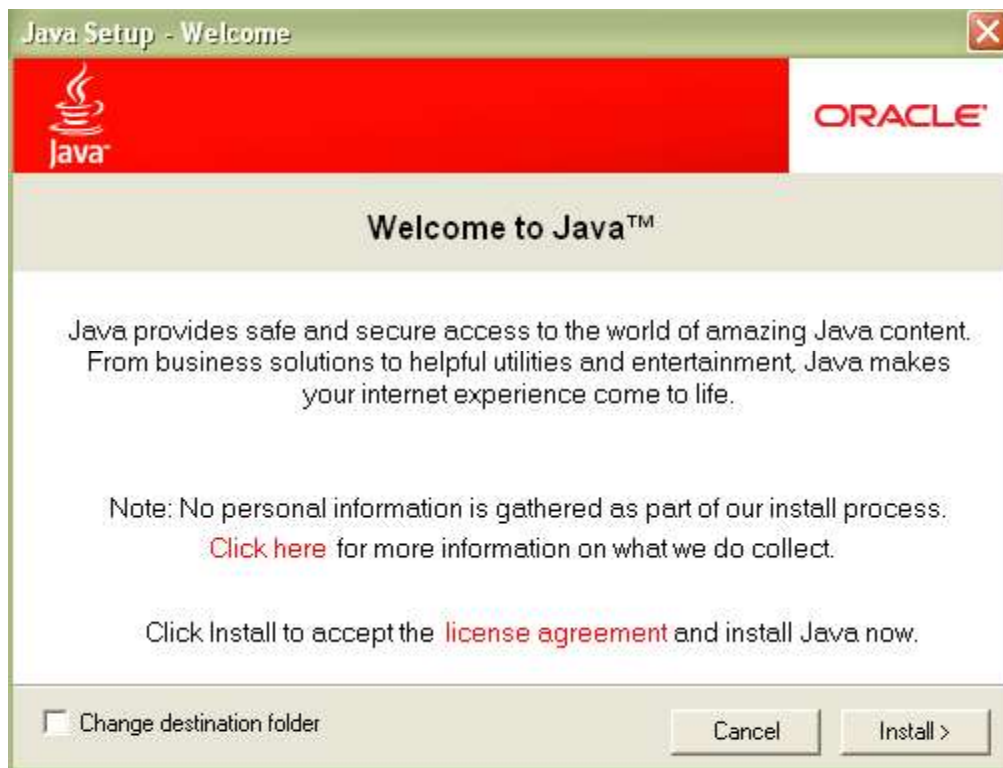 Java Setup - Welcome
Java™
ORACLE®
Welcome to Java™
Java provides safe and secure access to the world of amazing Java content.
From business solutions to helpful utilities and entertainment, Java makes
your internet experience come to life.
Note: No personal information is gathered as part of our install process.
Click here for more information on what we do collect.
Click Install to accept the license agreement and install Java now.
Change destination folder
Cancel
Install >